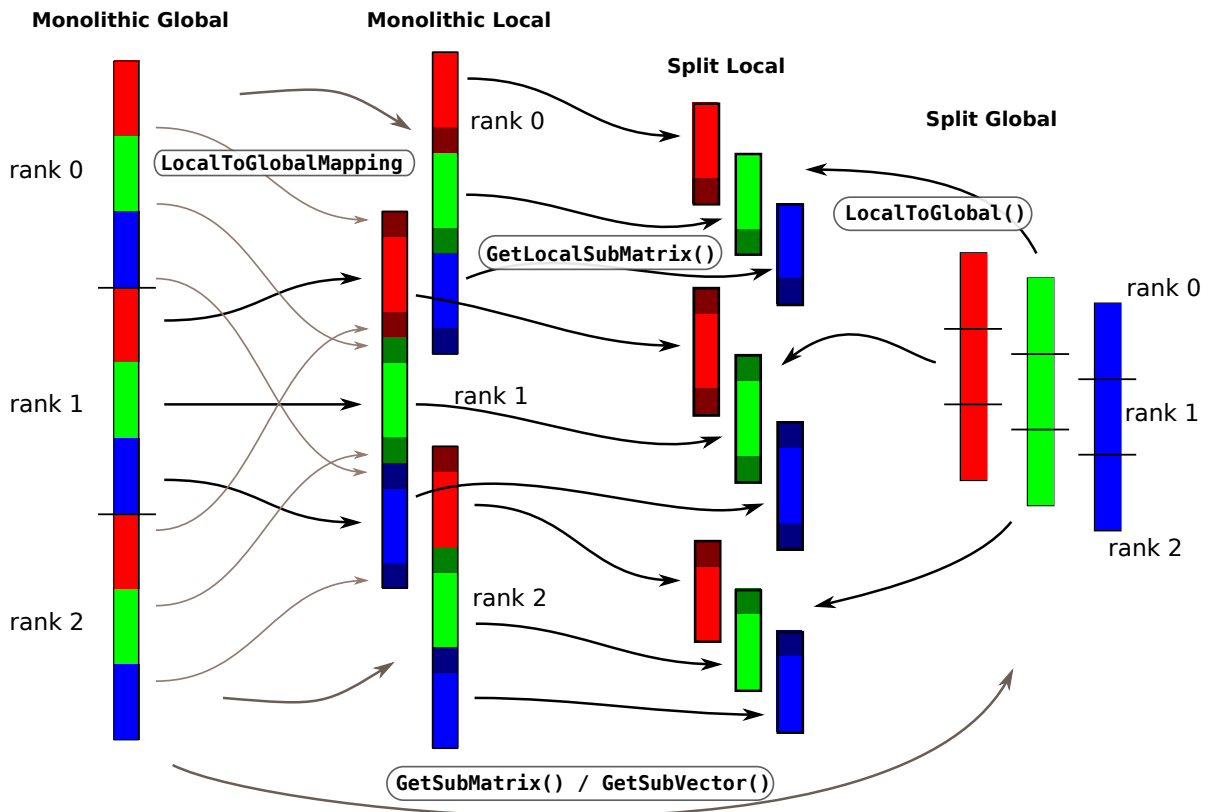 Monolithic Global
Monolithic Local
Split Local
Split Global
rank 0
rank 0
LocalToGlobalMapping
LocalToGlobal()
GetLocalSubMatrix()
rank 0
rank 1
rank 1
rank 1
rank 2
rank 2
rank 2
GetSubMatrix() / GetSubVector()